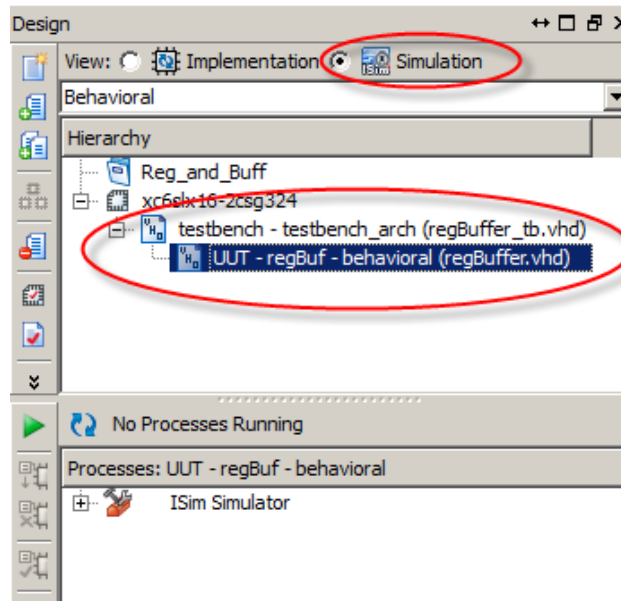 Design
View: Implementation Simulation
Behavioral
Hierarchy
Reg_and_Buff
xc6slx16-2csg324
testbench - testbench_arch (regBuffer_tb.vhd)
UUT - regBuf - behavioral (regBuffer.vhd)
No Processes Running
Processes: UUT - regBuf - behavioral
ISim Simulator